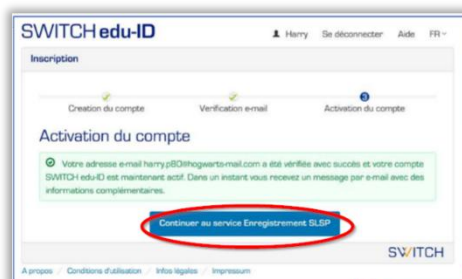 SWITCH edu-ID
Harry Se déconnecter Aide FR
Inscription
3
Creation du compte Verification e-mail Activation du compte
Activation du compte
Votre adresse e-mail harry.p80@hogwarts-mail.com a été vérifiée avec succès et votre compte
SWITCH edu-ID est maintenant actif. Dans un instant vous recevez un message par e-mail avec des
informations complémentaires.
Continuer au service Enregistrement SLSP
SWITCH
A propos / Conditions d'utilisation / Infos légales / Impressum